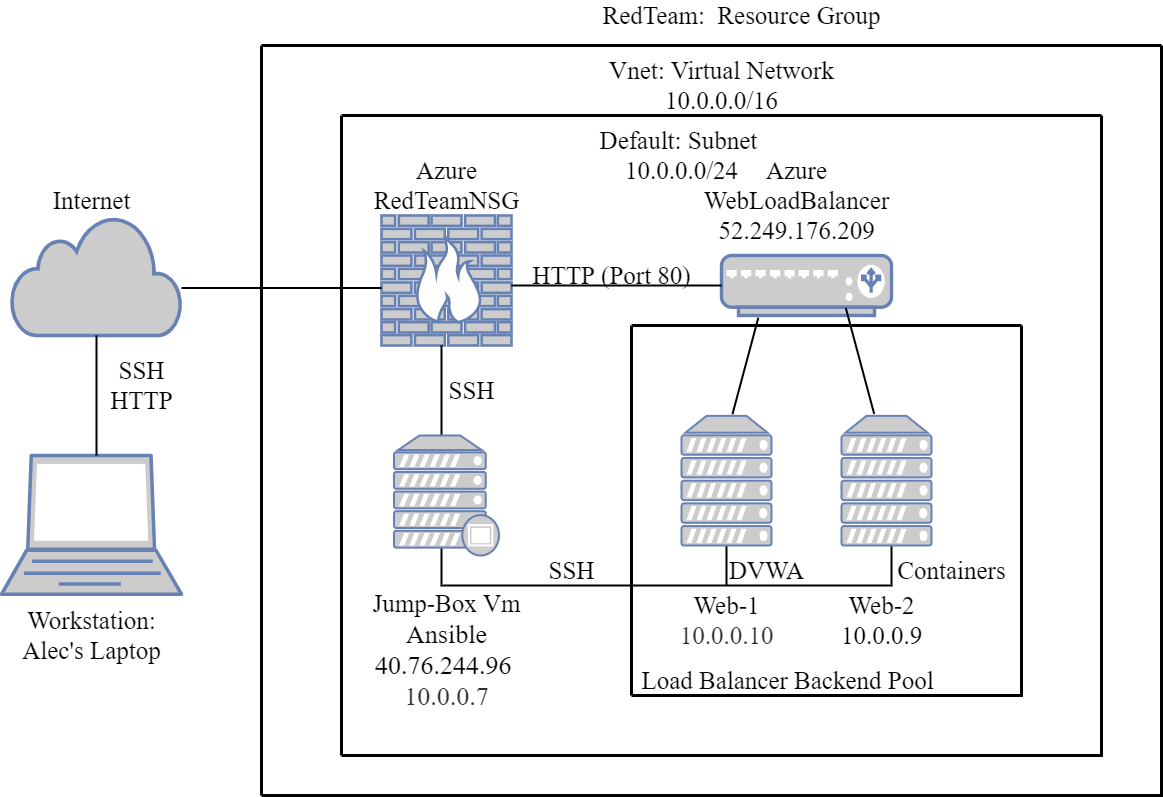 RedTeam:  Resource Group
Vnet: Virtual Network
10.0.0.0/16
Default: Subnet
10.0.0.0/24
Azure
RedTeamNSG
Azure
WebLoadBalancer
52.249.176.209
Internet
HTTP (Port 80)
SSH
HTTP
SSH
SSH
DVWA
Containers
Workstation:
Alec's Laptop
Jump-Box Vm
Ansible
40.76.244.96
10.0.0.7
Web-1
10.0.0.10
Web-2
10.0.0.9
Load Balancer Backend Pool